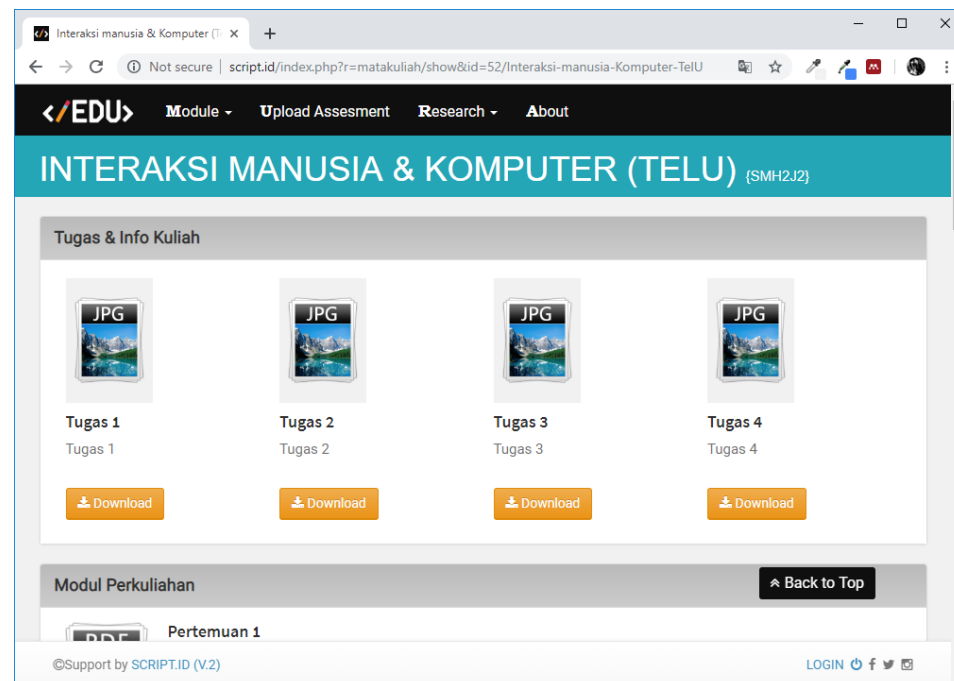 Interaksi manusia & Komputer (T
Not secure | script.id/index.php?r=matakuliah/show&id=52/Interaksi-manusia-Komputer-TelU
</EDU> Module Upload Assesment Research About
INTERAKSI MANUSIA & KOMPUTER (TELU) {SMH2J2}
Tugas & Info Kuliah
JPG JPG JPG JPG
Tugas 1 Tugas 2 Tugas 3 Tugas 4
Tugas 1 Tugas 2 Tugas 3 Tugas 4
Download Download Download Download
Modul Perkuliahan
Back to Top
PDF
Pertemuan 1
©Support by SCRIPT.ID (V.2) LOGIN